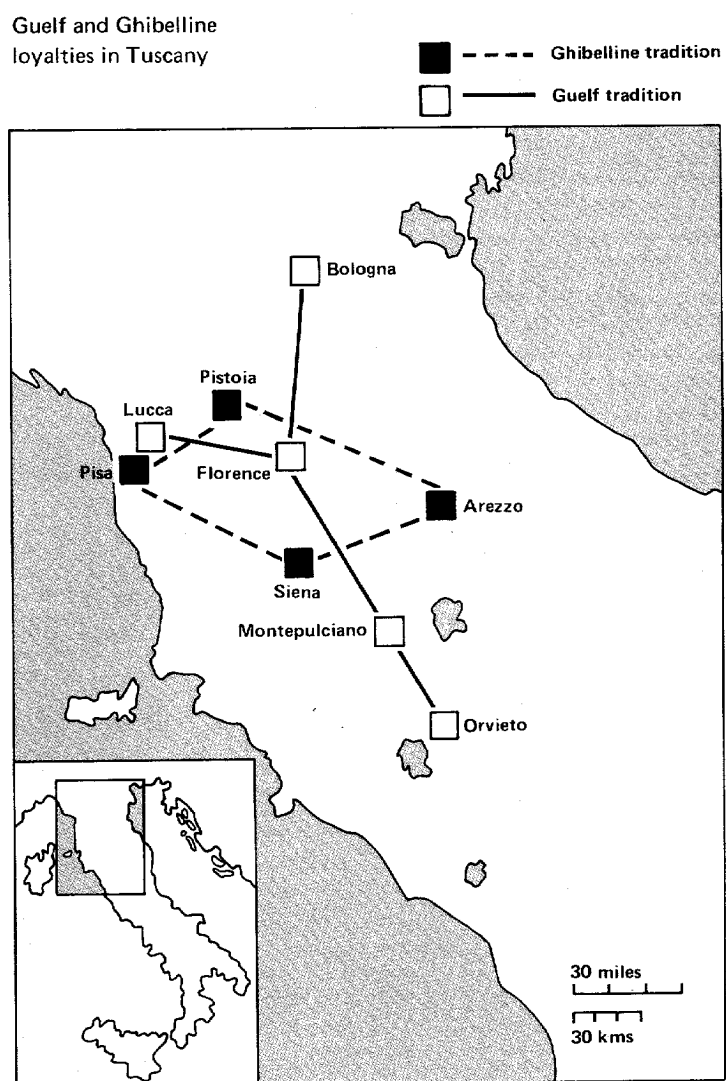 Guelf and Ghibelline
loyalties in Tuscany
Ghibelline tradition
Guelf tradition
Bologna
Pistoia
Lucca
Pisa
Florence
Arezzo
Siena
Montepulciano
Orvieto
30 miles
30 kms